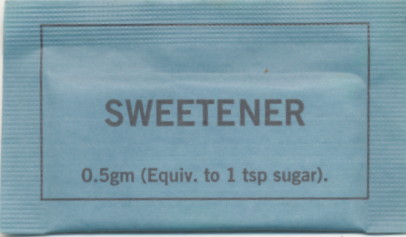 SWEETENER
0.5gm (Equiv. to 1 tsp sugar).